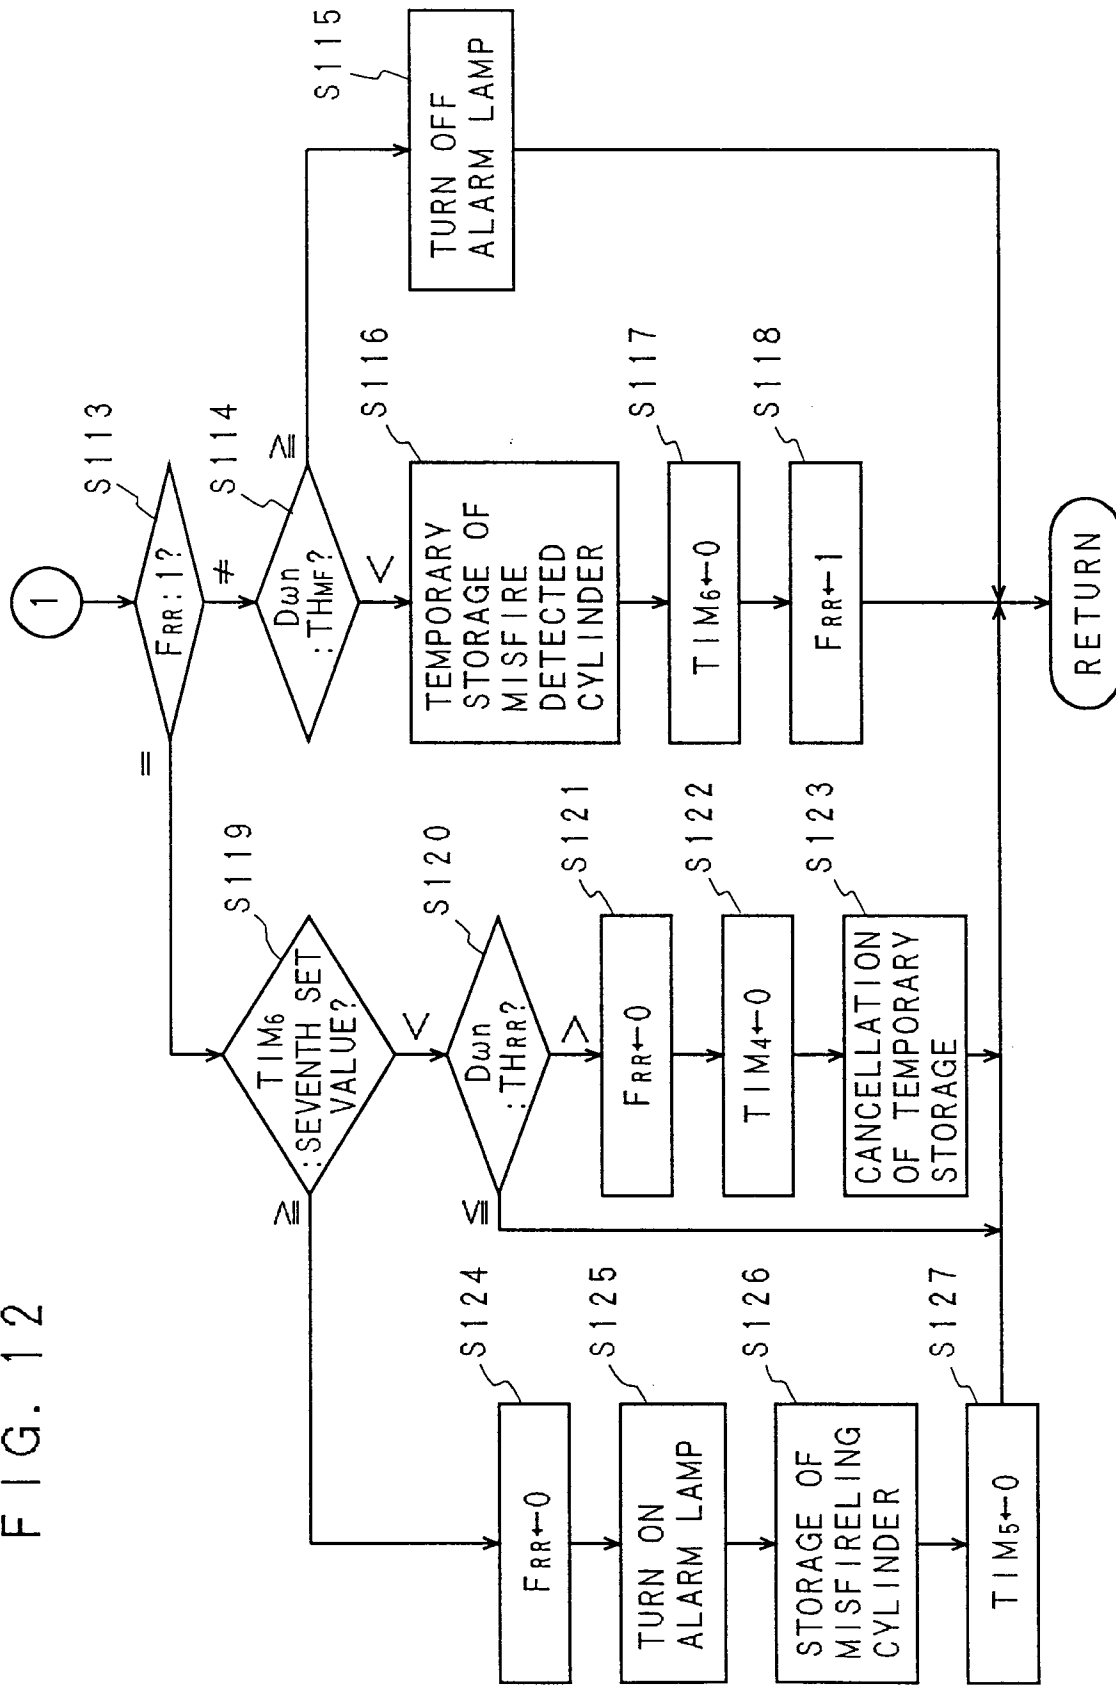 FIG. 12
1
FRR:1?
S113
=
≠
Dωn
:THMF?
S114
≧
<
TURN OFF
ALARM LAMP
S115
TEMPORARY
STORAGE OF
MISFIRE
DETECTED
CYLINDER
S116
TIM6←0
S117
FRR←1
S118
TIM6
:SEVENTH SET
VALUE?
S119
≧
<
Dωn
:THRR?
S120
≦
>
FRR←0
S121
TIM4←0
S122
CANCELLATION
OF TEMPORARY
STORAGE
S123
FRR←0
S124
TURN ON
ALARM LAMP
S125
STORAGE OF
MISFIRELING
CYLINDER
S126
TIM5←0
S127
RETURN